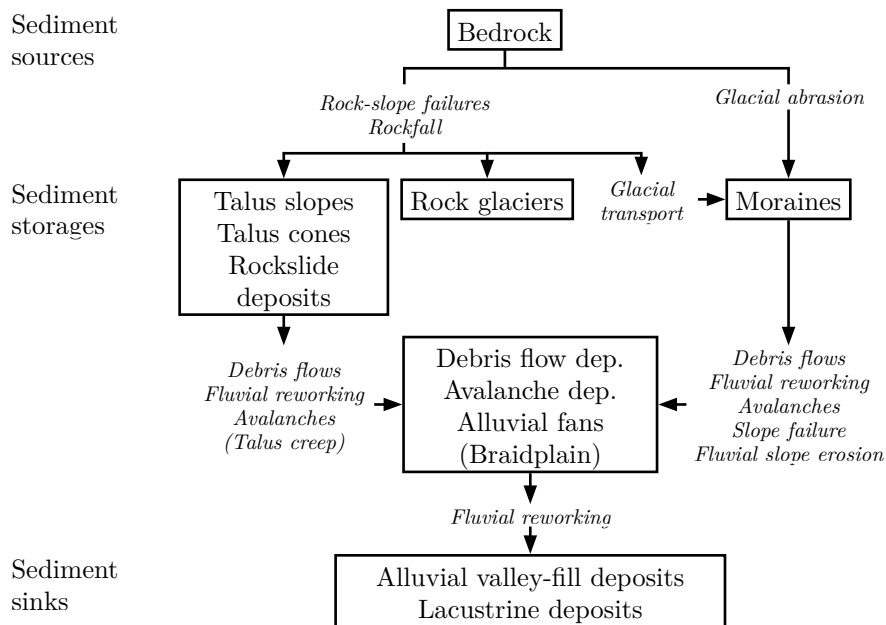 Sediment
sources
Bedrock
Rock-slope failures
Rockfall
Glacial abrasion
Sediment
storages
Talus slopes
Talus cones
Rockslide
deposits
Rock glaciers
Glacial
transport
Moraines
Debris flows
Fluvial reworking
Avalanches
(Talus creep)
Debris flow dep.
Avalanche dep.
Alluvial fans
(Braidplain)
Debris flows
Fluvial reworking
Avalanches
Slope failure
Fluvial slope erosion
Fluvial reworking
Sediment
sinks
Alluvial valley-fill deposits
Lacustrine deposits